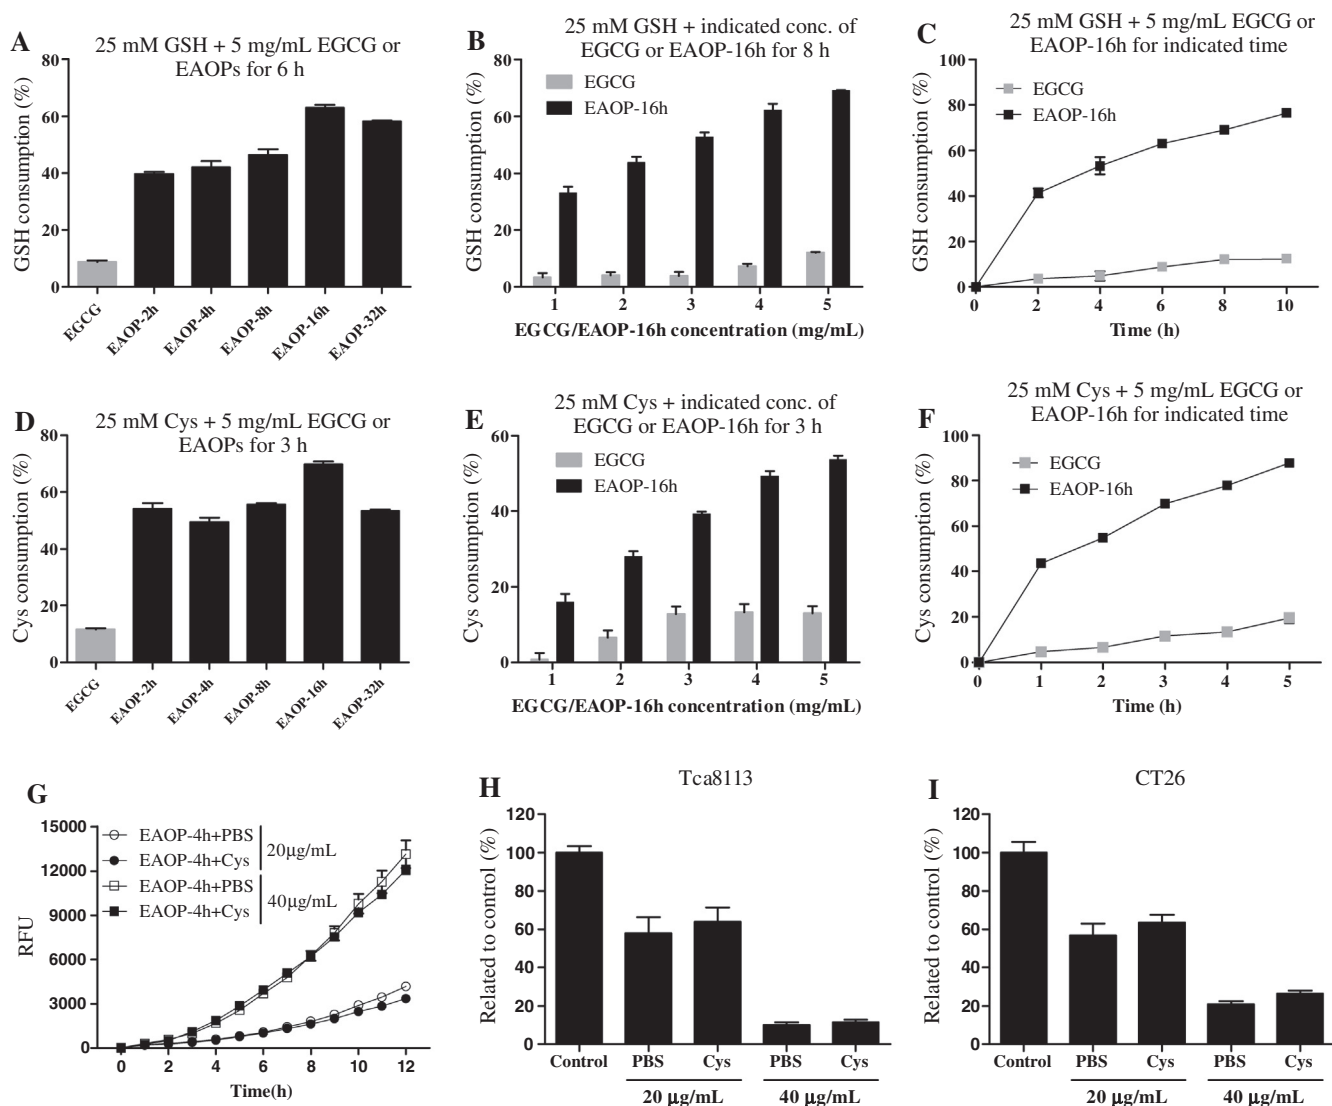 A
25 mM GSH + 5 mg/mL EGCG or
EAOPs for 6 h
GSH consumption (%)
80
60
40
20
0
EGCG
EAOP-2h
EAOP-4h
EAOP-8h
EAOP-16h
EAOP-32h
B
25 mM GSH + indicated conc. of
EGCG or EAOP-16h for 8 h
EGCG
EAOP-16h
GSH consumption (%)
80
60
40
20
0
1 2 3 4 5
EGCG/EAOP-16h concentration (mg/mL)
C
25 mM GSH + 5 mg/mL EGCG or
EAOP-16h for indicated time
EGCG
EAOP-16h
GSH consumption (%)
100
80
60
40
20
0
0 2 4 6 8 10
Time (h)
D
25 mM Cys + 5 mg/mL EGCG or
EAOPs for 3 h
Cys consumption (%)
80
60
40
20
0
EGCG
EAOP-2h
EAOP-4h
EAOP-8h
EAOP-16h
EAOP-32h
E
25 mM Cys + indicated conc. of
EGCG or EAOP-16h for 3 h
EGCG
EAOP-16h
Cys consumption (%)
60
40
20
0
1 2 3 4 5
EGCG/EAOP-16h concentration (mg/mL)
F
25 mM Cys + 5 mg/mL EGCG or
EAOP-16h for indicated time
EGCG
EAOP-16h
Cys consumption (%)
100
80
60
40
20
0
0 1 2 3 4 5
Time (h)
G
EAOP-4h+PBS
EAOP-4h+Cys
20μg/mL
EAOP-4h+PBS
EAOP-4h+Cys
40μg/mL
RFU
15000
12000
9000
6000
3000
0
0 2 4 6 8 10 12
Time(h)
H
Tca8113
Related to control (%)
120
100
80
60
40
20
0
Control PBS Cys PBS Cys
20 μg/mL 40 μg/mL
I
CT26
Related to control (%)
120
100
80
60
40
20
0
Control PBS Cys PBS Cys
20 μg/mL 40 μg/mL